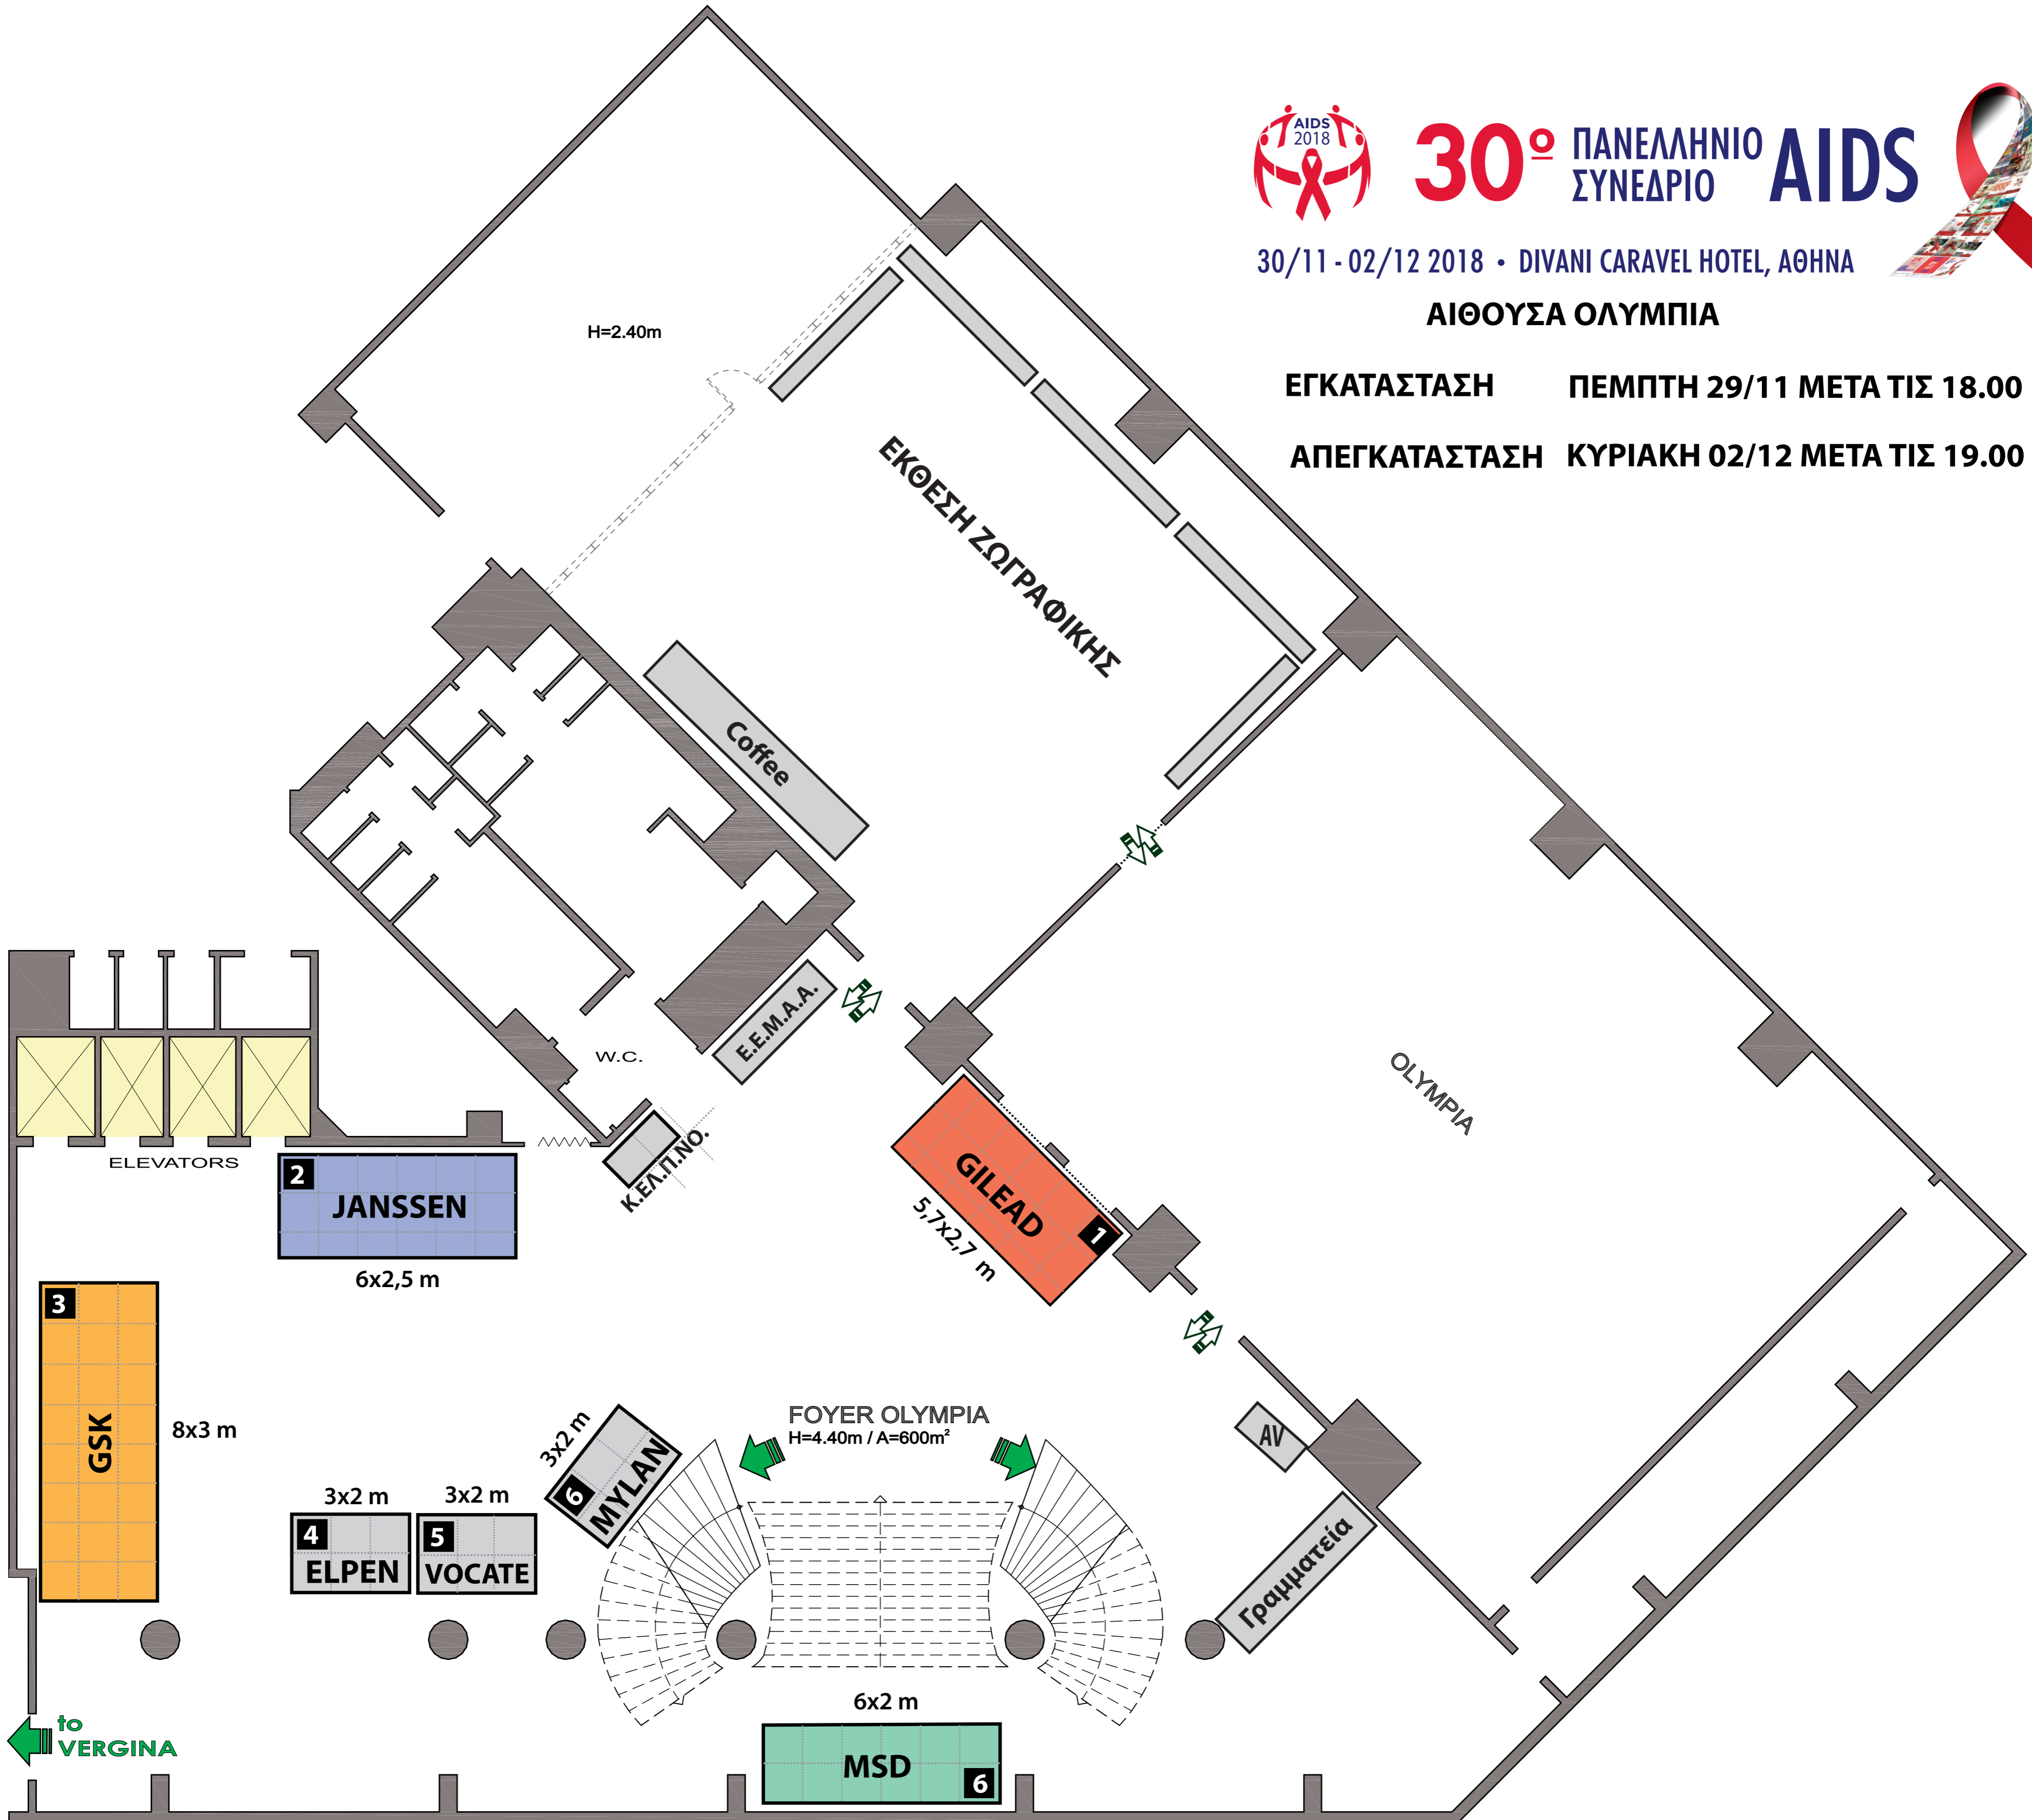 AIDS
2018
30º ΠΑΝΕΛΛΗΝΙΟ
ΣΥΝΕΔΡΙΟ AIDS
30/11 - 02/12 2018 • DIVANI CARAVEL HOTEL, ΑΘΗΝΑ
ΑΙΘΟΥΣΑ ΟΛΥΜΠΙΑ
ΕΓΚΑΤΑΣΤΑΣΗ ΠΕΜΠΤΗ 29/11 ΜΕΤΑ ΤΙΣ 18.00
ΑΠΕΓΚΑΤΑΣΤΑΣΗ ΚΥΡΙΑΚΗ 02/12 ΜΕΤΑ ΤΙΣ 19.00
H=2.40m
ΕΚΘΕΣΗ ΖΩΓΡΑΦΙΚΗΣ
Coffee
Ε.Ε.Μ.Α.Α.
W.C.
Κ.ΕΛ.Π.ΝΟ.
OLYMPIA
ELEVATORS
2
JANSSEN
6x2,5 m
GILEAD
1
5,7x2,7 m
3
GSK
8x3 m
FOYER OLYMPIA
H=4.40m / A=600m²
3x2 m
6
MYLAN
3x2 m
4
ELPEN
3x2 m
5
VOCATE
AV
Γραμματεία
6x2 m
MSD
6
to
VERGINA